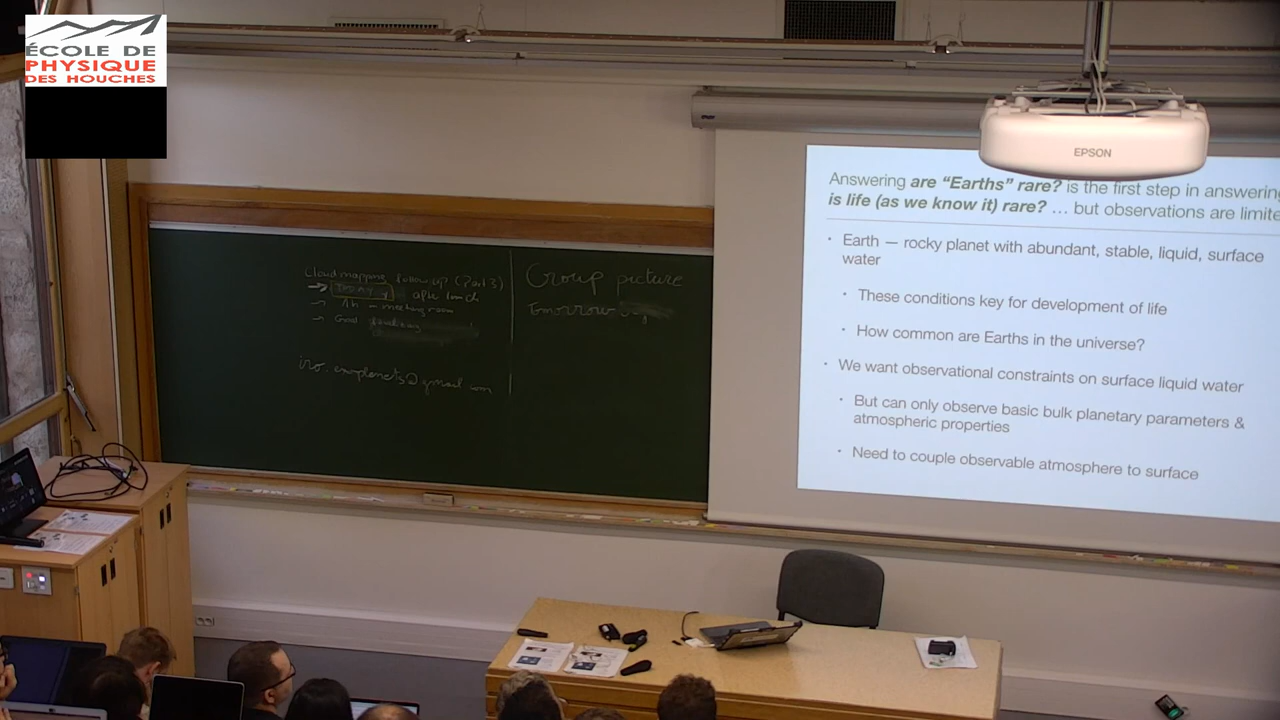 ÉCOLE DE
PHYSIQUE
DES HOUCHES
EPSON
Cloud mapping follow up (Part 3)
→ TODAY after lunch
4h - meeting room
Good
@gmail.com
Group picture
Tomorrow
Answering are “Earths” rare? is the first step in answering
is life (as we know it) rare? … but observations are limite
• Earth — rocky planet with abundant, stable, liquid, surface
water
• These conditions key for development of life
• How common are Earths in the universe?
• We want observational constraints on surface liquid water
• But can only observe basic bulk planetary parameters &
atmospheric properties
• Need to couple observable atmosphere to surface